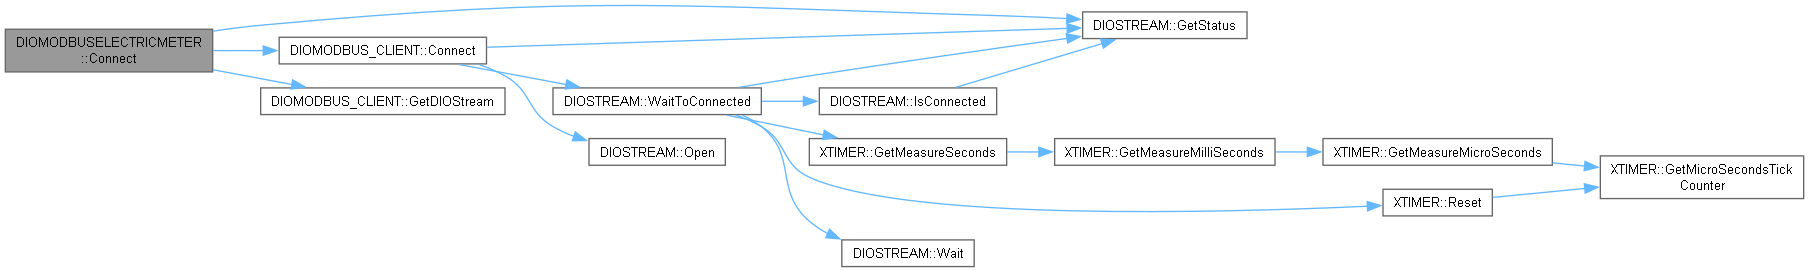 DIOMODBUSELECTRICMETER
::Connect
DIOMODBUS_CLIENT::Connect
DIOMODBUS_CLIENT::GetDIOStream
DIOSTREAM::GetStatus
DIOSTREAM::WaitToConnected
DIOSTREAM::Open
DIOSTREAM::IsConnected
XTIMER::GetMeasureSeconds
XTIMER::GetMeasureMilliSeconds
XTIMER::GetMeasureMicroSeconds
XTIMER::GetMicroSecondsTick
Counter
XTIMER::Reset
DIOSTREAM::Wait